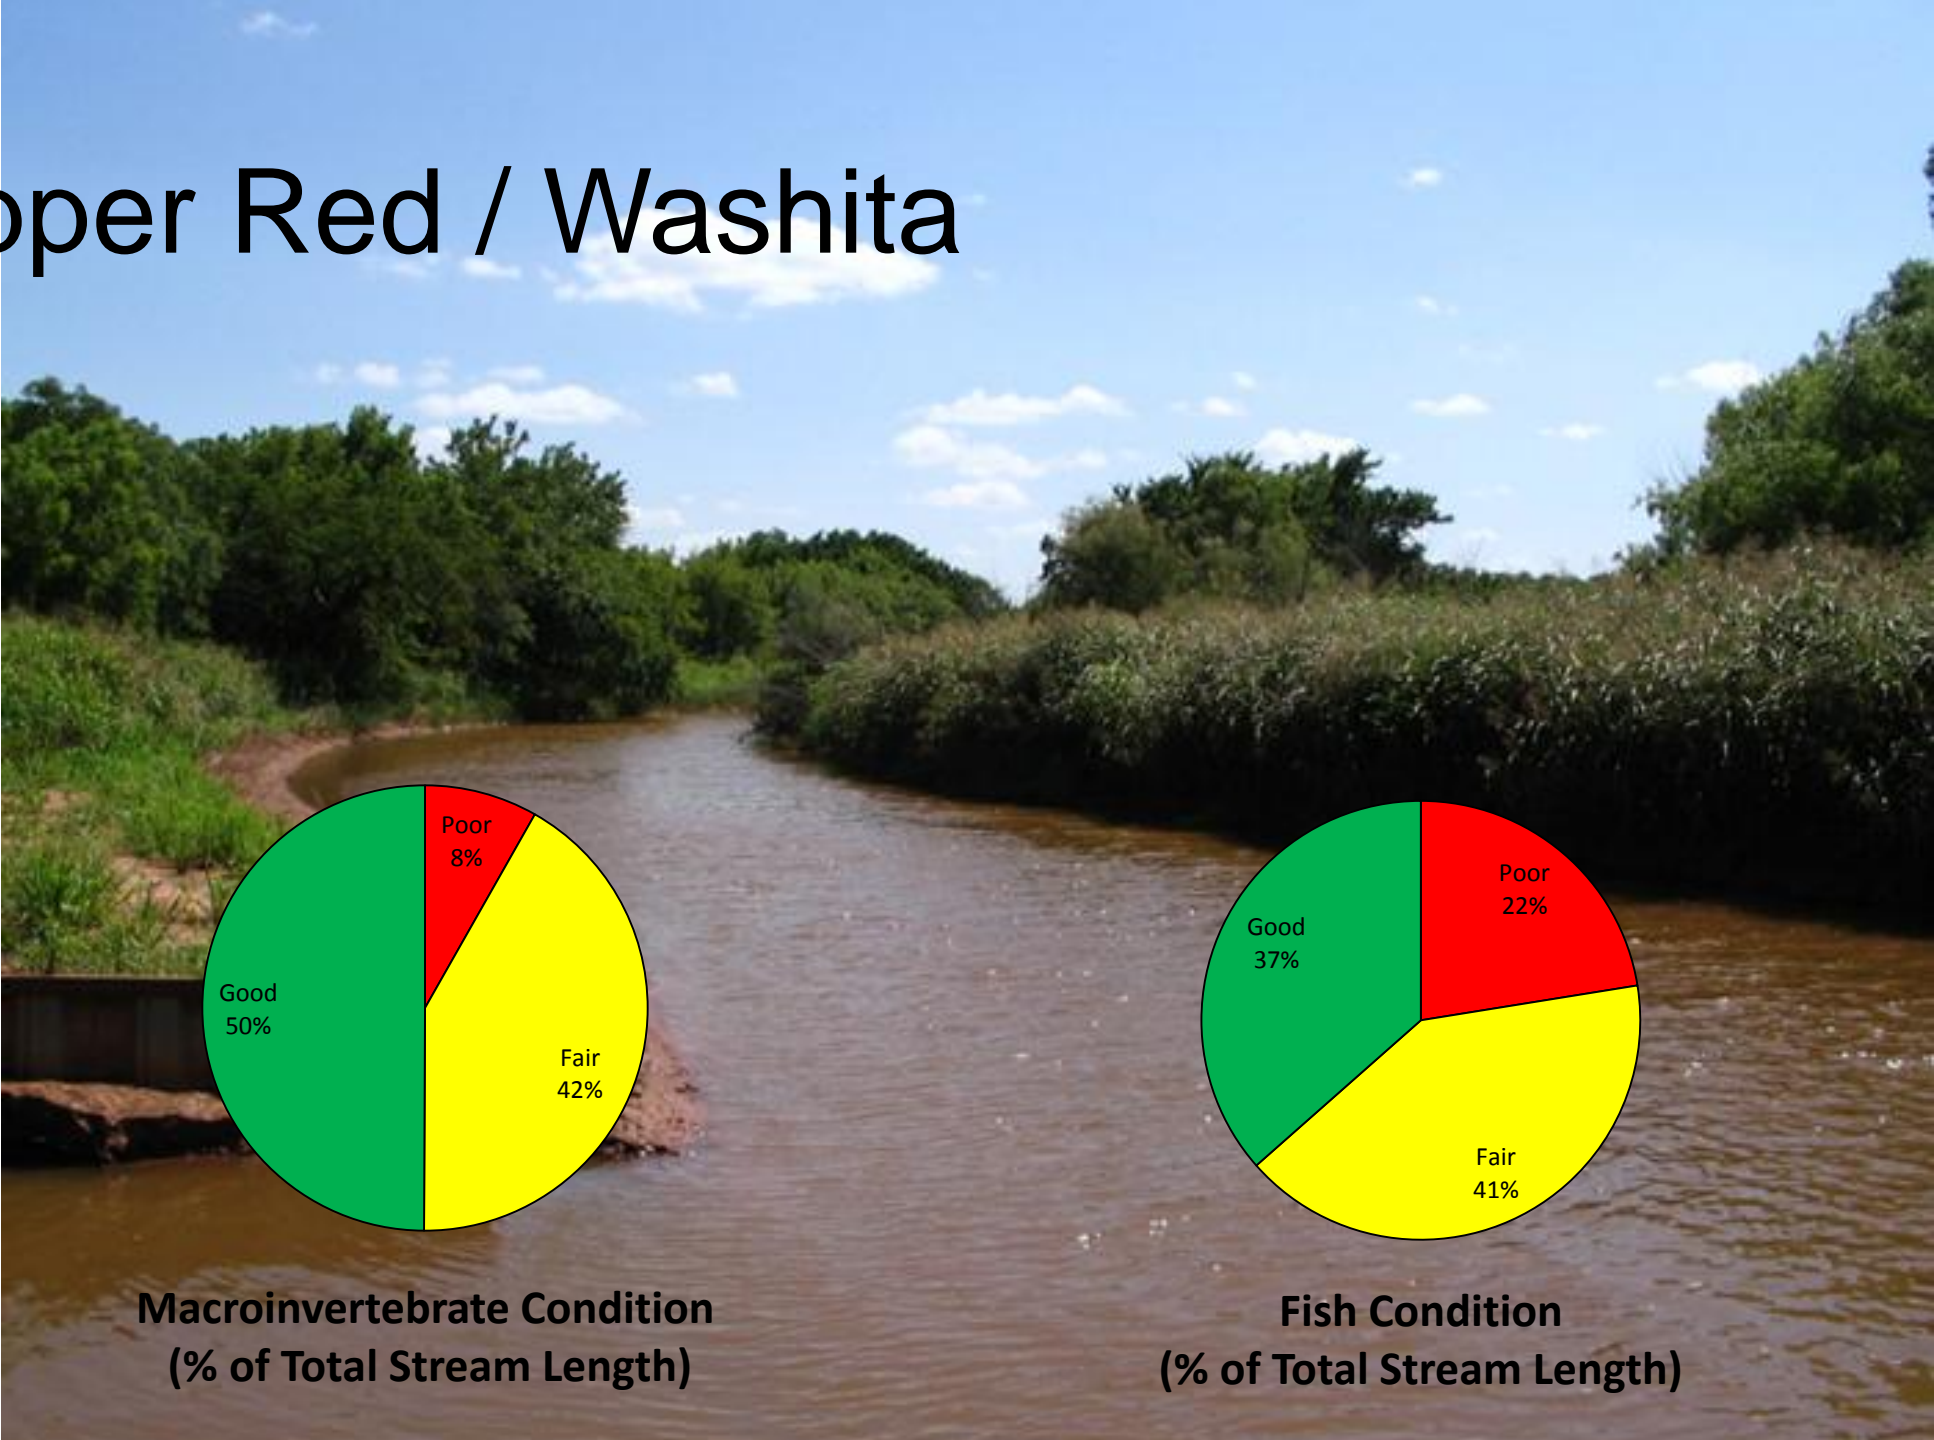 pper Red / Washita
Poor
8%
Good
50%
Fair
42%
Macroinvertebrate Condition
(% of Total Stream Length)
Poor
22%
Good
37%
Fair
41%
Fish Condition
(% of Total Stream Length)